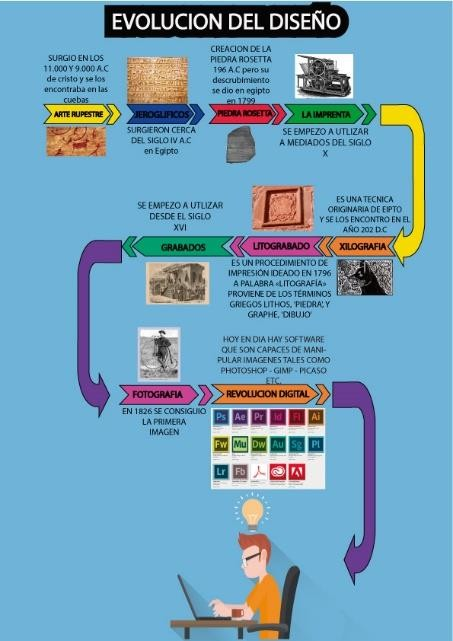 EVOLUCION DEL DISEÑO
SURGIO EN LOS
11.000 Y 9.000 A.C
de cristo y se los
encontraba en las
cuebas
ARTE RUPESTRE
JEROGLIFICOS
SURGIERON CERCA
DEL SIGLO IV A.C
en Egipto
CREACION DE LA
PIEDRA ROSETTA
196 A.C pero su
descrubimiento
se dio en egipto
en 1799
PIEDRA ROSETTA
LA IMPRENTA
SE EMPEZO A UTLIZAR
A MEDIADOS DEL SIGLO
X
ES UNA TECNICA
ORIGINARIA DE EIPTO
Y SE LOS ENCONTRO EN EL
AÑO 202 D.C
XILOGRAFIA
LITOGRABADO
ES UN PROCEDIMIENTO DE
IMPRESIÓN IDEADO EN 1796
A PALABRA «LITOGRAFÍA»
PROVIENE DE LOS TÉRMINOS
GRIEGOS LITHOS, 'PIEDRA', Y
GRAPHE, 'DIBUJO'
SE EMPEZO A UTLIZAR
DESDE EL SIGLO
XVI
GRABADOS
FOTOGRAFIA
EN 1826 SE CONSIGUIO
LA PRIMERA
IMAGEN
HOY EN DIA HAY SOFTWARE
QUE SON CAPACES DE MANI-
PULAR IMAGENES TALES COMO
PHOTOSHOP - GIMP - PICASO
ETC.
REVOLUCION DIGITAL
Ps Ae Pr Id Fl Ai
Fw Mu Dw Au Sg Pl
Lr Fb